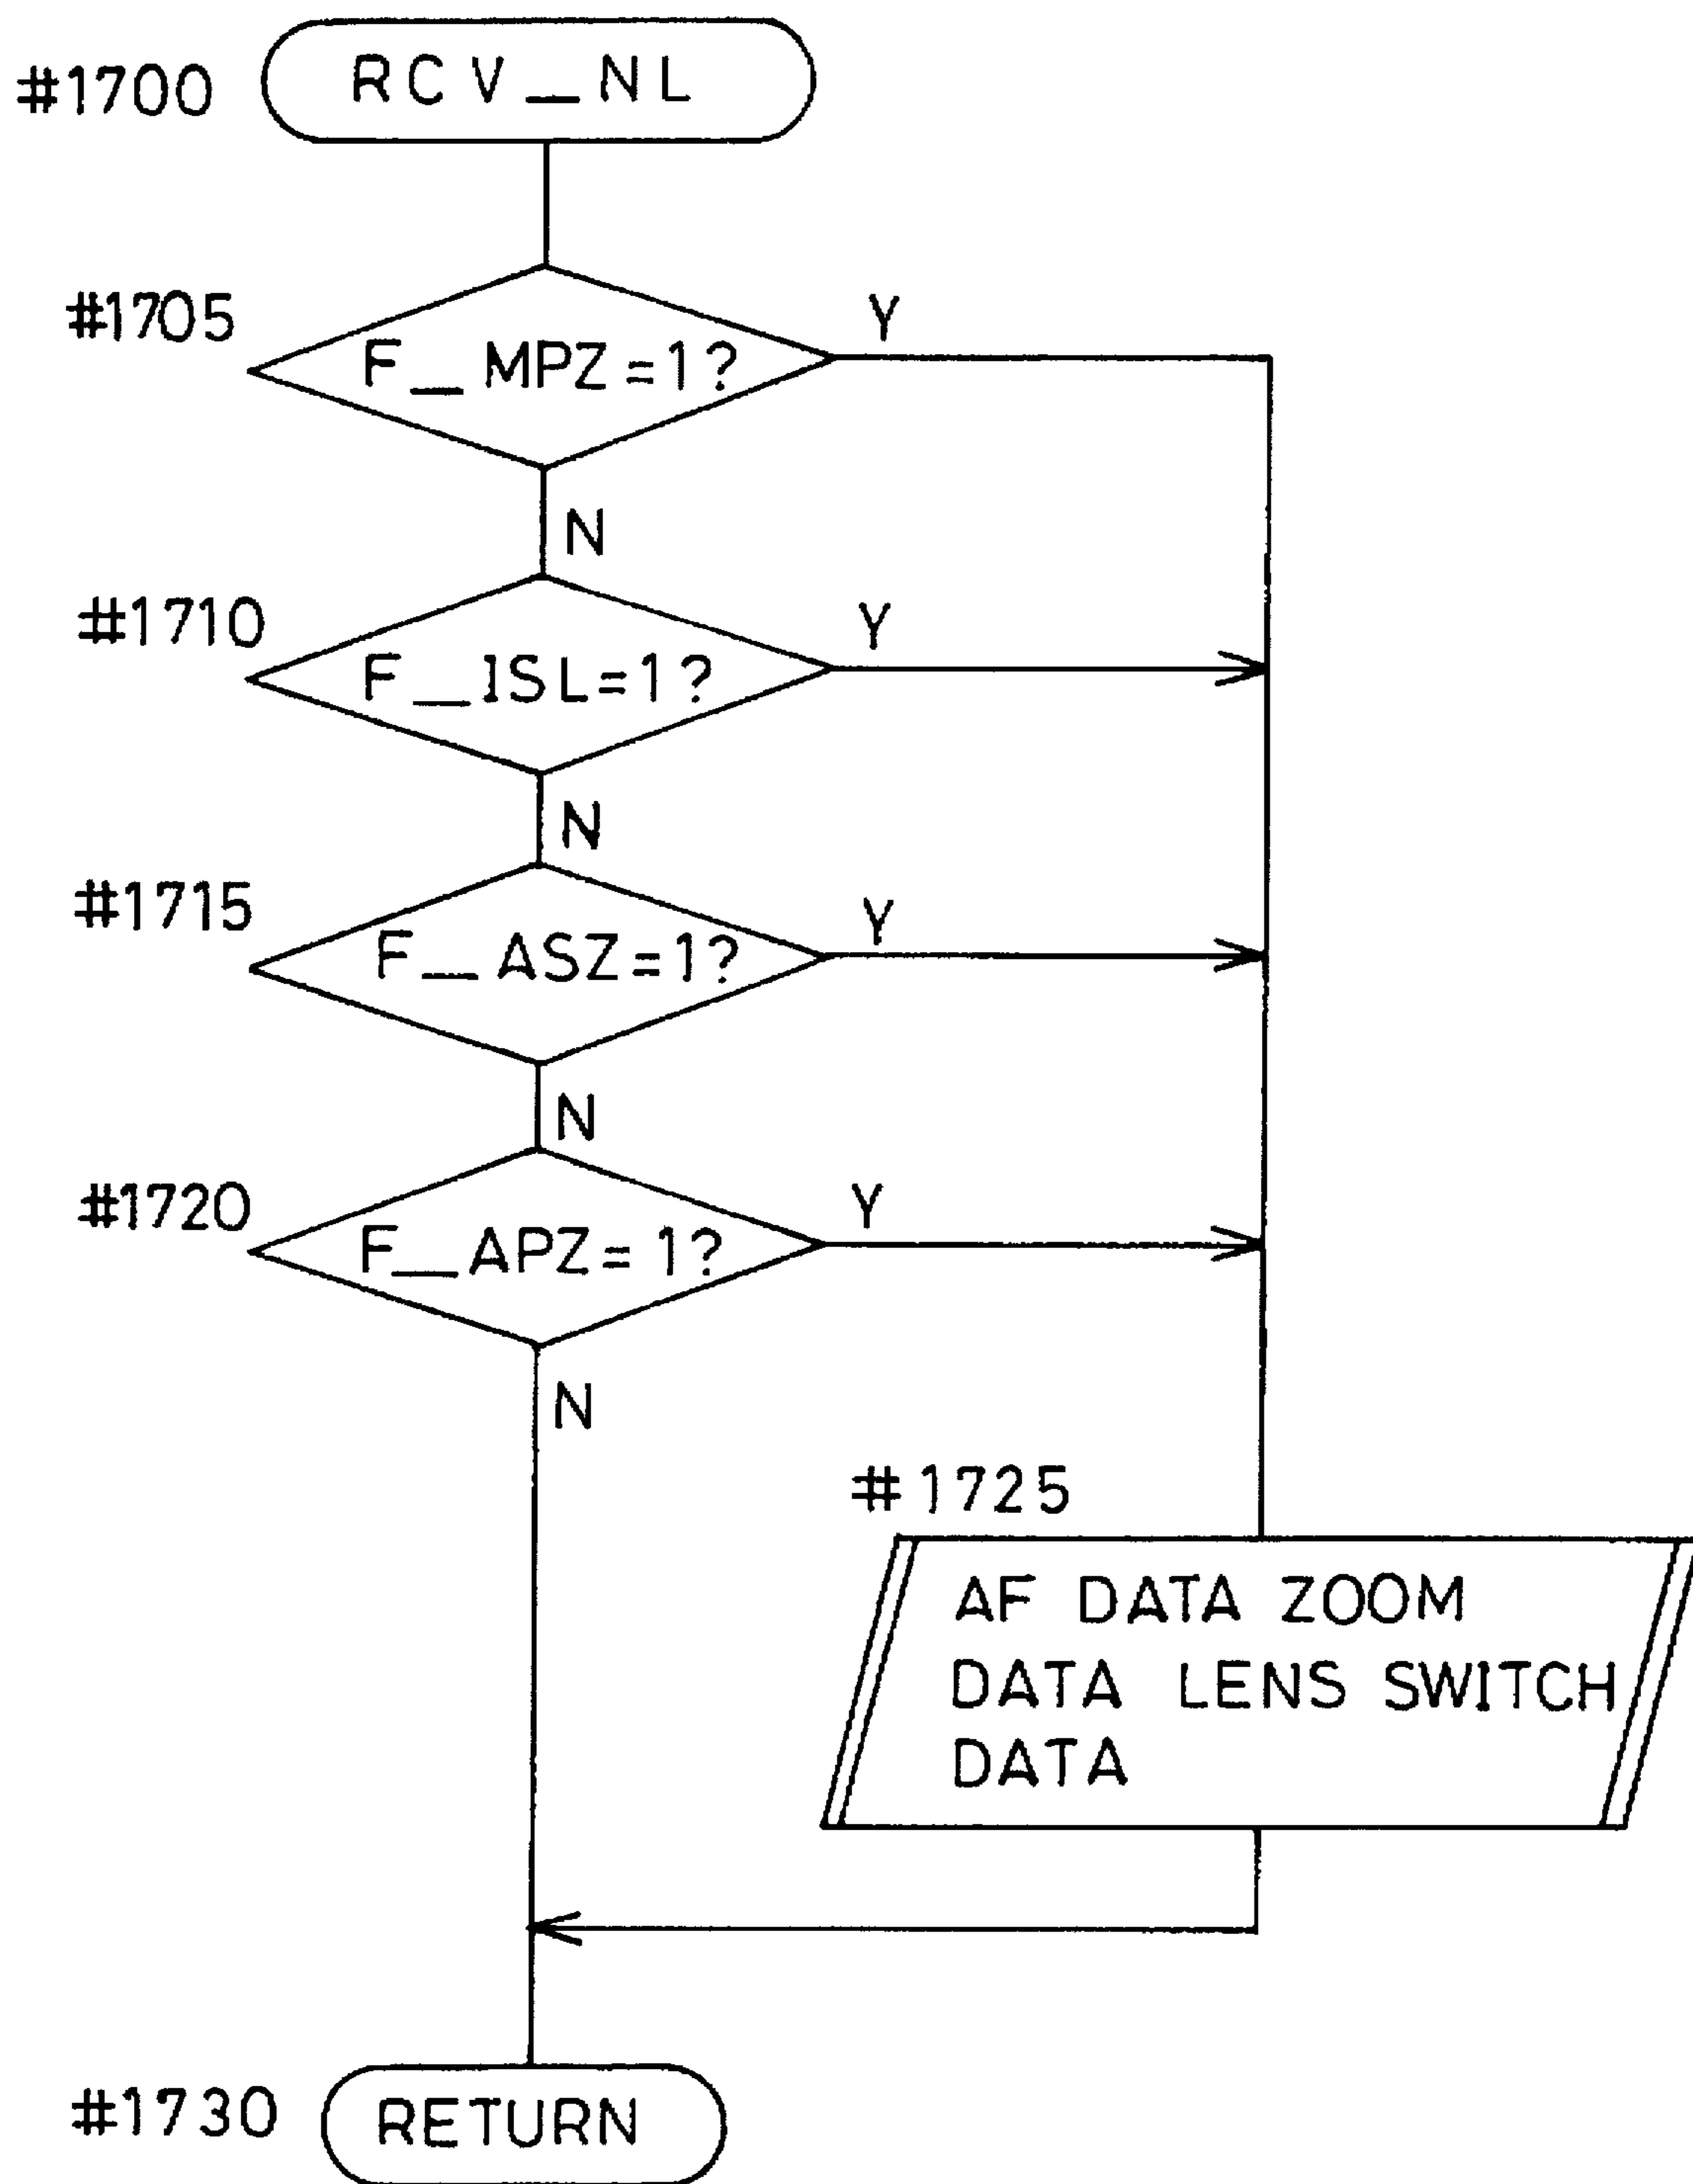 #1700
RCV_NL
#1705
F_MPZ=1?
Y
N
#1710
F_ISL=1?
Y
N
#1715
F_ASZ=1?
Y
N
#1720
F_APZ=1?
Y
N
#1725
AF DATA ZOOM
DATA LENS SWITCH
DATA
#1730
RETURN